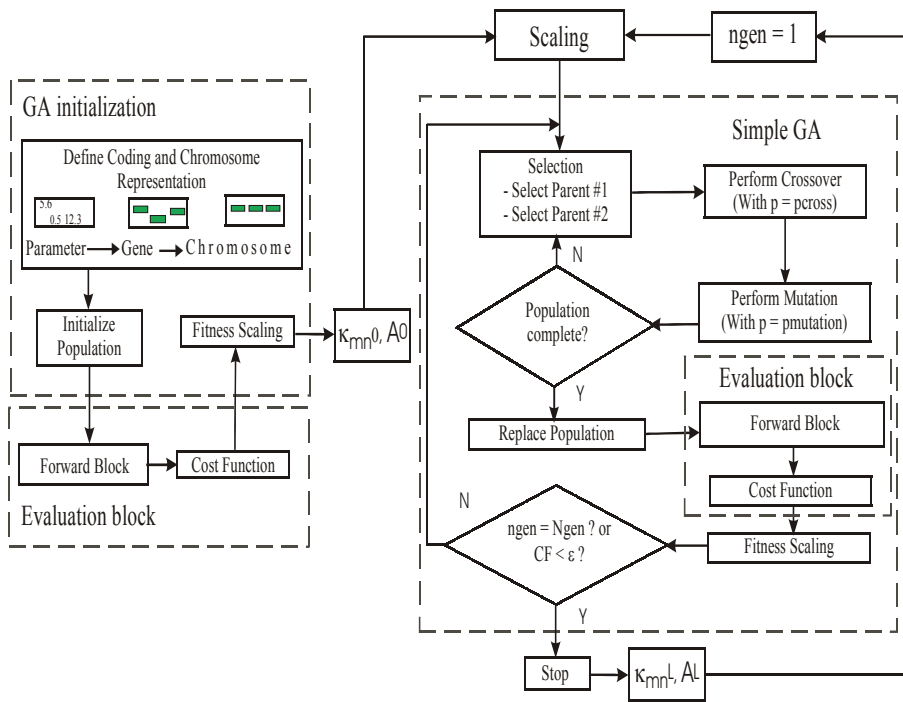 Scaling
ngen = 1
GA initialization
Define Coding and Chromosome
Representation
5.6
0.5 12.3
Parameter
Gene
Chromosome
Initialize
Population
Fitness Scaling
κmn0, A0
Forward Block
Cost Function
Evaluation block
Simple GA
Selection
- Select Parent #1
- Select Parent #2
Perform Crossover
(With p = pcross)
N
Population
complete?
Perform Mutation
(With p = pmutation)
Y
Replace Population
Evaluation block
Forward Block
Cost Function
Fitness Scaling
N
ngen = Ngen ? or
CF < ε ?
Y
Stop
κmnL, AL